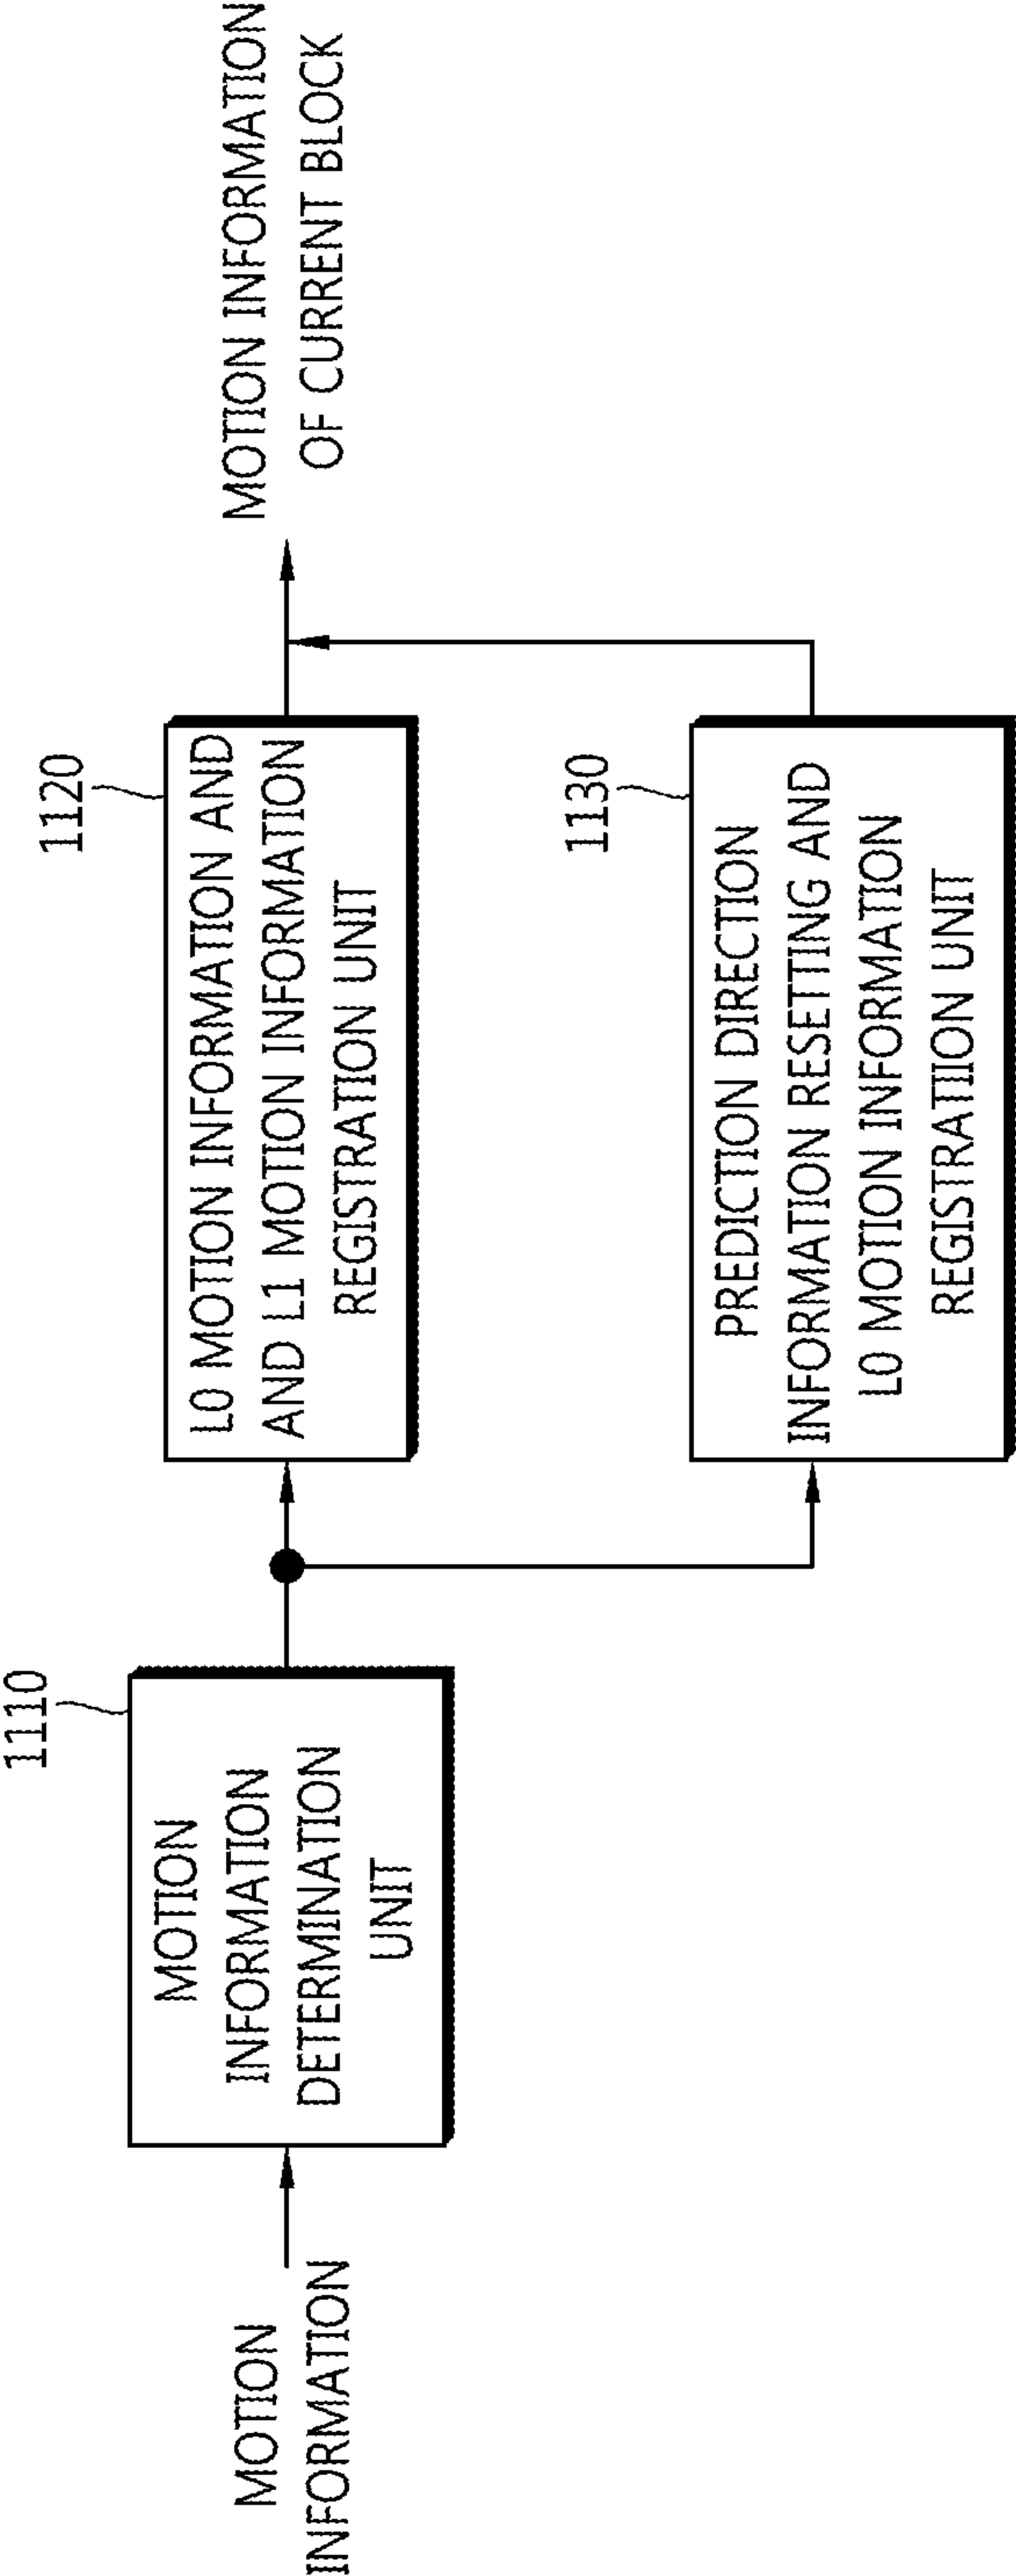 MOTION
INFORMATION
1110
MOTION
INFORMATION
DETERMINATION
UNIT
1120
L0 MOTION INFORMATION AND
AND L1 MOTION INFORMATION
REGISTRATION UNIT
1130
PREDICTION DIRECTION
INFORMATION RESETTING AND
L0 MOTION INFORMATION
REGISTRATIION UNIT
MOTION INFORMATION
OF CURRENT BLOCK